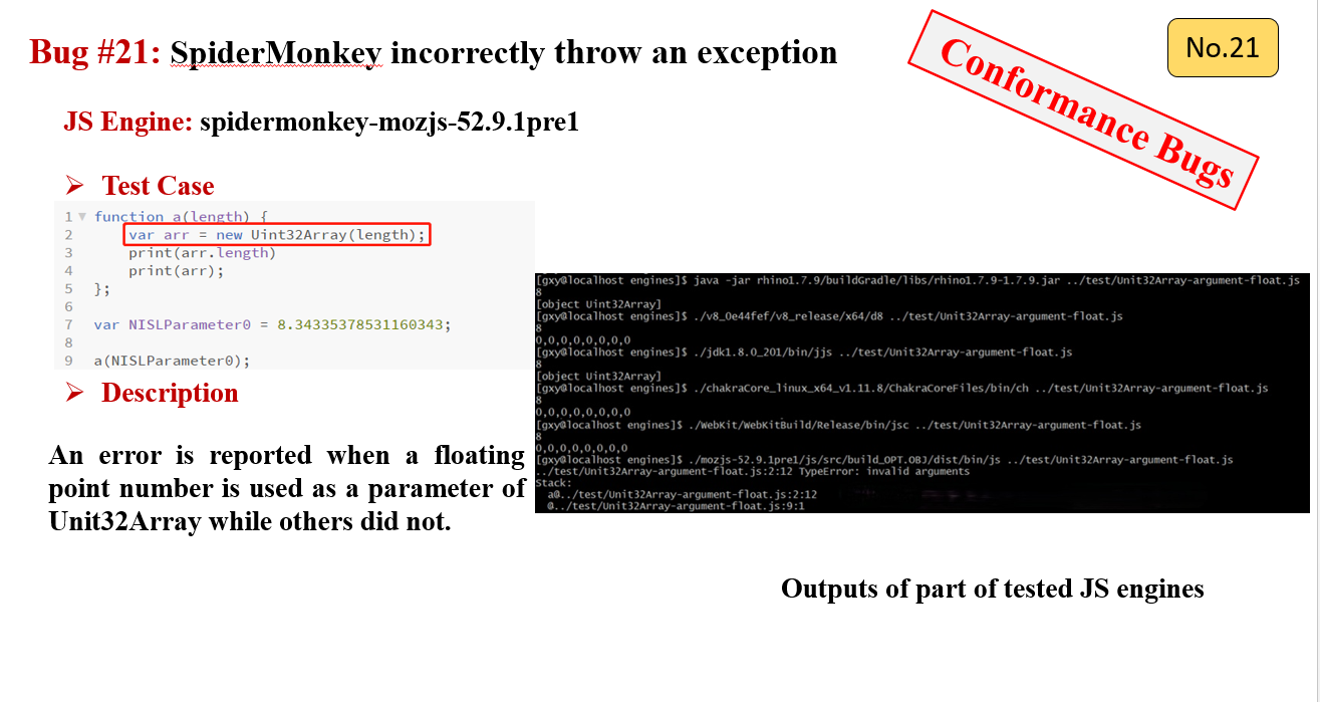 Bug #21: SpiderMonkey incorrectly throw an exception
Conformance Bugs
No.21
JS Engine: spidermonkey-mozjs-52.9.1pre1
➢ Test Case
1 function a(length) {
2 var arr = new Uint32Array(length);
3 print(arr.length)
4 print(arr);
5 };
6
7 var NISLParameter0 = 8.34335378531160343;
8
9 a(NISLParameter0);
➢ Description
An error is reported when a floating
point number is used as a parameter of
Unit32Array while others did not.
[gxy@localhost engines]$ java -jar rhino1.7.9/buildGradle/libs/rhino1.7.9-1.7.9.jar ../test/Unit32Array-argument-float.js
8
[object Uint32Array]
[gxy@localhost engines]$ ./v8_0e44fef/v8_release/x64/d8 ../test/Unit32Array-argument-float.js
8
0,0,0,0,0,0,0,0
[gxy@localhost engines]$ ./jdk1.8.0_201/bin/jjs ../test/Unit32Array-argument-float.js
8
[object Uint32Array]
[gxy@localhost engines]$ ./chakraCore_linux_x64_v1.11.8/ChakraCoreFiles/bin/ch ../test/Unit32Array-argument-float.js
8
0,0,0,0,0,0,0,0
[gxy@localhost engines]$ ./WebKit/WebKitBuild/Release/bin/jsc ../test/Unit32Array-argument-float.js
8
0,0,0,0,0,0,0,0
[gxy@localhost engines]$ ./mozjs-52.9.1pre1/js/src/build_OPT.OBJ/dist/bin/js ../test/Unit32Array-argument-float.js
../test/Unit32Array-argument-float.js:2:12 TypeError: invalid arguments
Stack:
a@../test/Unit32Array-argument-float.js:2:12
@../test/Unit32Array-argument-float.js:9:1
Outputs of part of tested JS engines